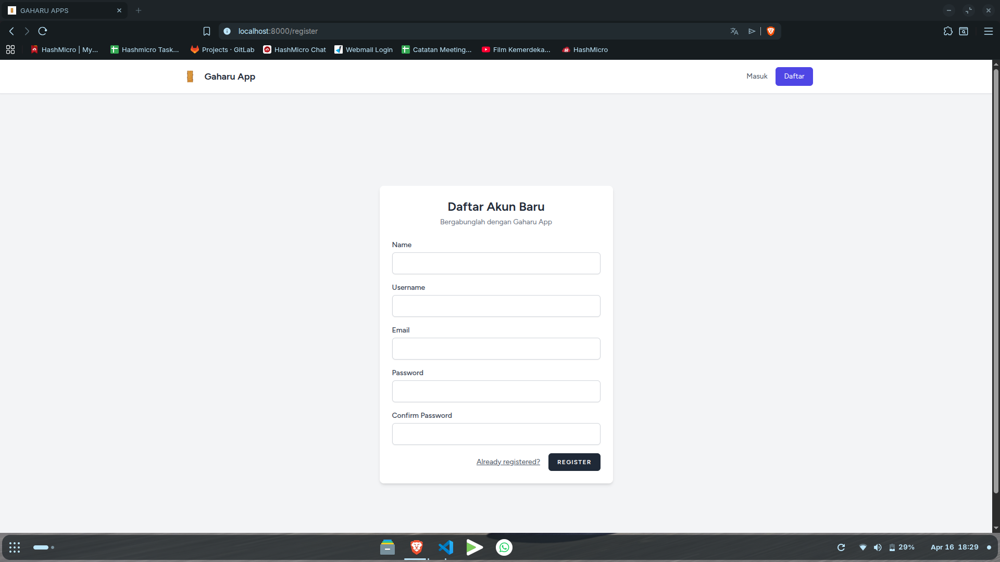 GAHARU APPS
localhost:8000/register
HashMicro | My... Hashmicro Task... Projects · GitLab HashMicro Chat Webmail Login Catatan Meeting... Film Kemerdeka... HashMicro
Gaharu App Masuk Daftar
Daftar Akun Baru
Bergabunglah dengan Gaharu App
Name
Username
Email
Password
Confirm Password
Already registered? REGISTER
29% Apr 16 18:29